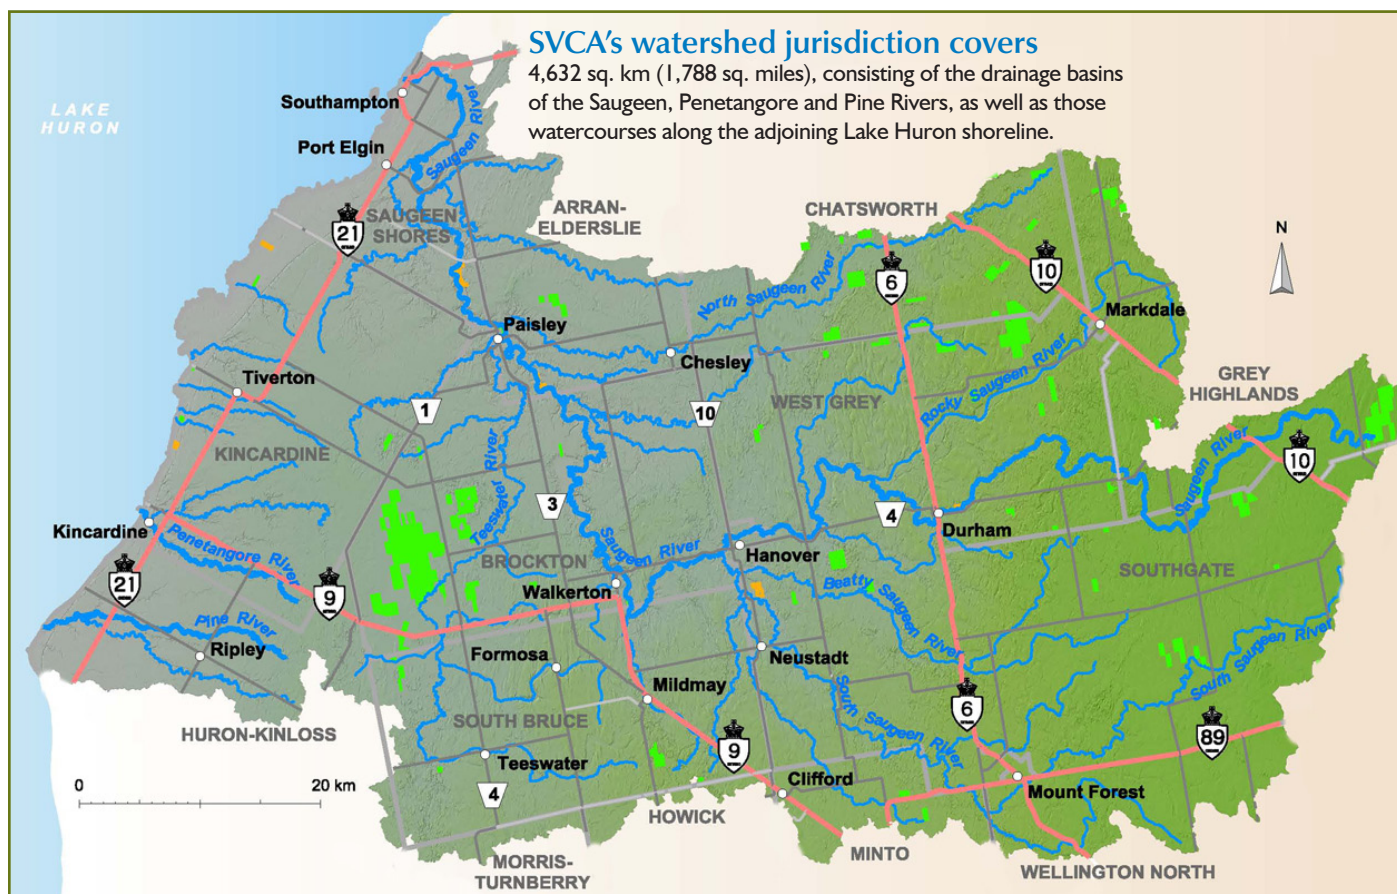 SVCA's watershed jurisdiction covers
4,632 sq. km (1,788 sq. miles), consisting of the drainage basins
of the Saugeen, Penetangore and Pine Rivers, as well as those
watercourses along the adjoining Lake Huron shoreline.
LAKE
HURON
Southampton
Port Elgin
Saugeen River
21
SAUGEEN
SHORES
ARRAN-
ELDERSLIE
CHATSWORTH
10
6
N
North Saugeen River
Markdale
Paisley
Chesley
Tiverton
1
10
WEST GREY
Rocky Saugeen River
GREY
HIGHLANDS
KINCARDINE
Teeswater River
Saugeen River
10
3
4
Kincardine
Penetangore River
Saugeen River
Durham
Hanover
BROCKTON
SOUTHGATE
21
9
Walkerton
Beatty Saugeen River
Pine River
Ripley
Formosa
Neustadt
South Saugeen River
South Saugeen River
Mildmay
6
SOUTH BRUCE
HURON-KINLOSS
9
89
Teeswater
0
20 km
4
Clifford
Mount Forest
HOWICK
MINTO
MORRIS-
TURNBERRY
WELLINGTON NORTH